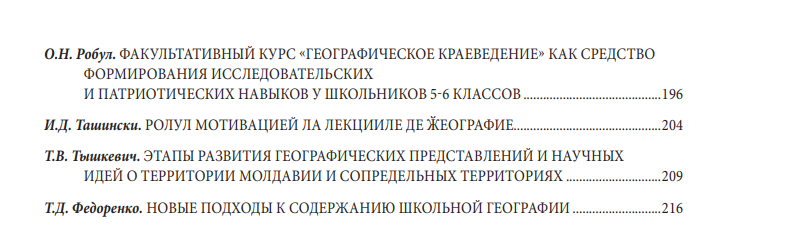 О.Н. Робул. ФАКУЛЬТАТИВНЫЙ КУРС «ГЕОГРАФИЧЕСКОЕ КРАЕВЕДЕНИЕ» КАК СРЕДСТВО
ФОРМИРОВАНИЯ ИССЛЕДОВАТЕЛЬСКИХ
И ПАТРИОТИЧЕСКИХ НАВЫКОВ У ШКОЛЬНИКОВ 5-6 КЛАССОВ ..........................................196
И.Д. Ташински. РОЛУЛ МОТИВАЦИЕЙ ЛА ЛЕКЦИИЛЕ ДЕ Ӂ̆ЕОГРАФИЕ.............................................204
Т.В. Тышкевич. ЭТАПЫ РАЗВИТИЯ ГЕОГРАФИЧЕСКИХ ПРЕДСТАВЛЕНИЙ И НАУЧНЫХ
ИДЕЙ О ТЕРРИТОРИИ МОЛДАВИИ И СОПРЕДЕЛЬНЫХ ТЕРРИТОРИЯХ .............................209
Т.Д. Федоренко. НОВЫЕ ПОДХОДЫ К СОДЕРЖАНИЮ ШКОЛЬНОЙ ГЕОГРАФИИ ...........................216